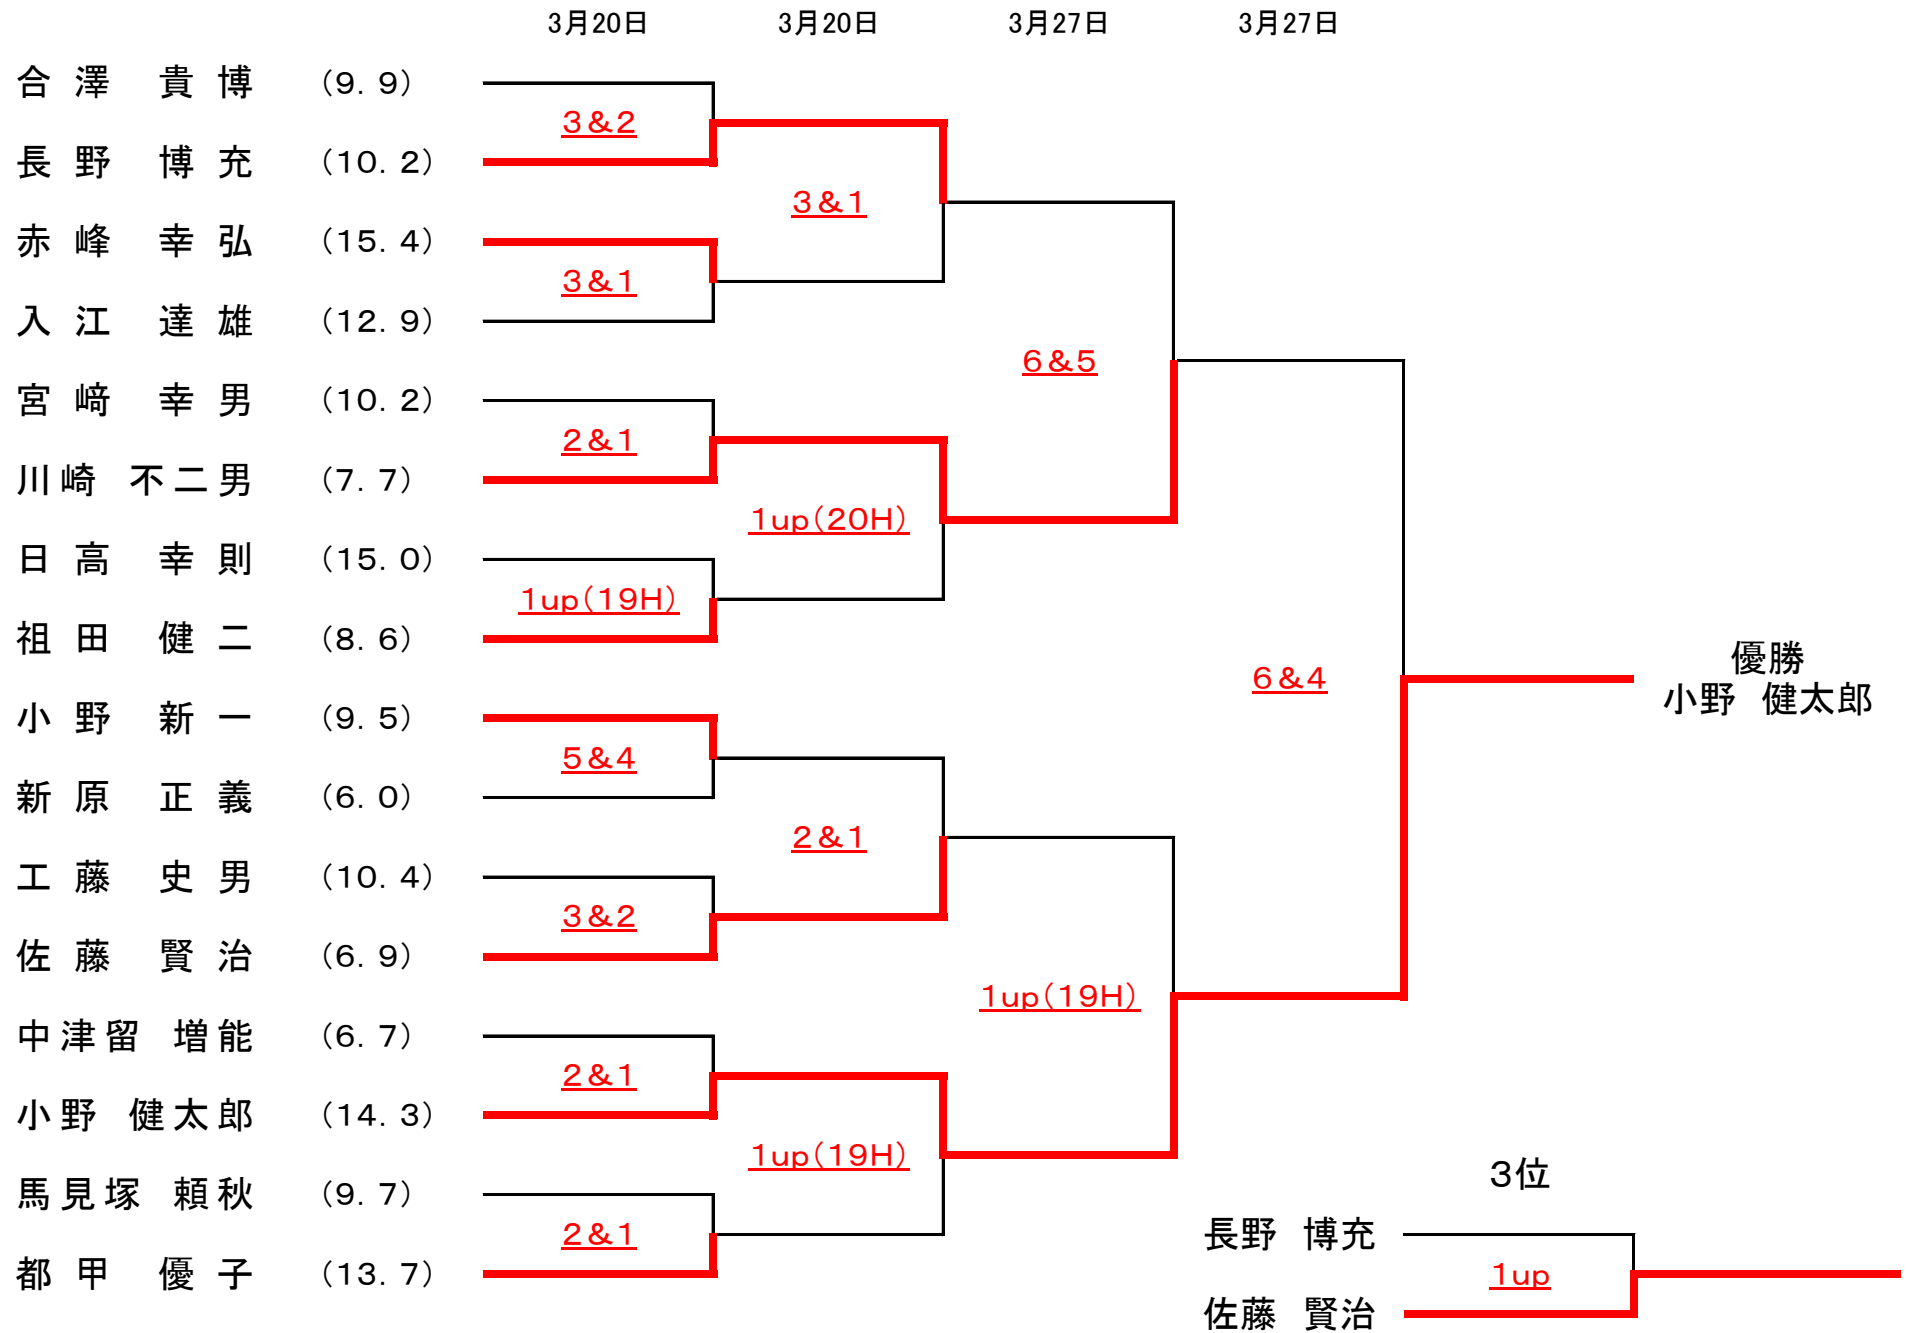 3月20日 3月20日 3月27日 3月27日
合澤 貴博 (9.9)
3&2
長野 博充 (10.2)
3&1
赤峰 幸弘 (15.4)
3&1
入江 達雄 (12.9)
6&5
宮﨑 幸男 (10.2)
2&1
川崎 不二男 (7.7)
1up(20H)
日高 幸則 (15.0)
1up(19H)
祖田 健二 (8.6)
優勝
6&4
小野 健太郎
小野 新一 (9.5)
5&4
新原 正義 (6.0)
2&1
工藤 史男 (10.4)
3&2
佐藤 賢治 (6.9)
1up(19H)
中津留 増能 (6.7)
2&1
小野 健太郎 (14.3)
1up(19H)
3位
馬見塚 頼秋 (9.7)
2&1
長野 博充
都甲 優子 (13.7)
1up
佐藤 賢治